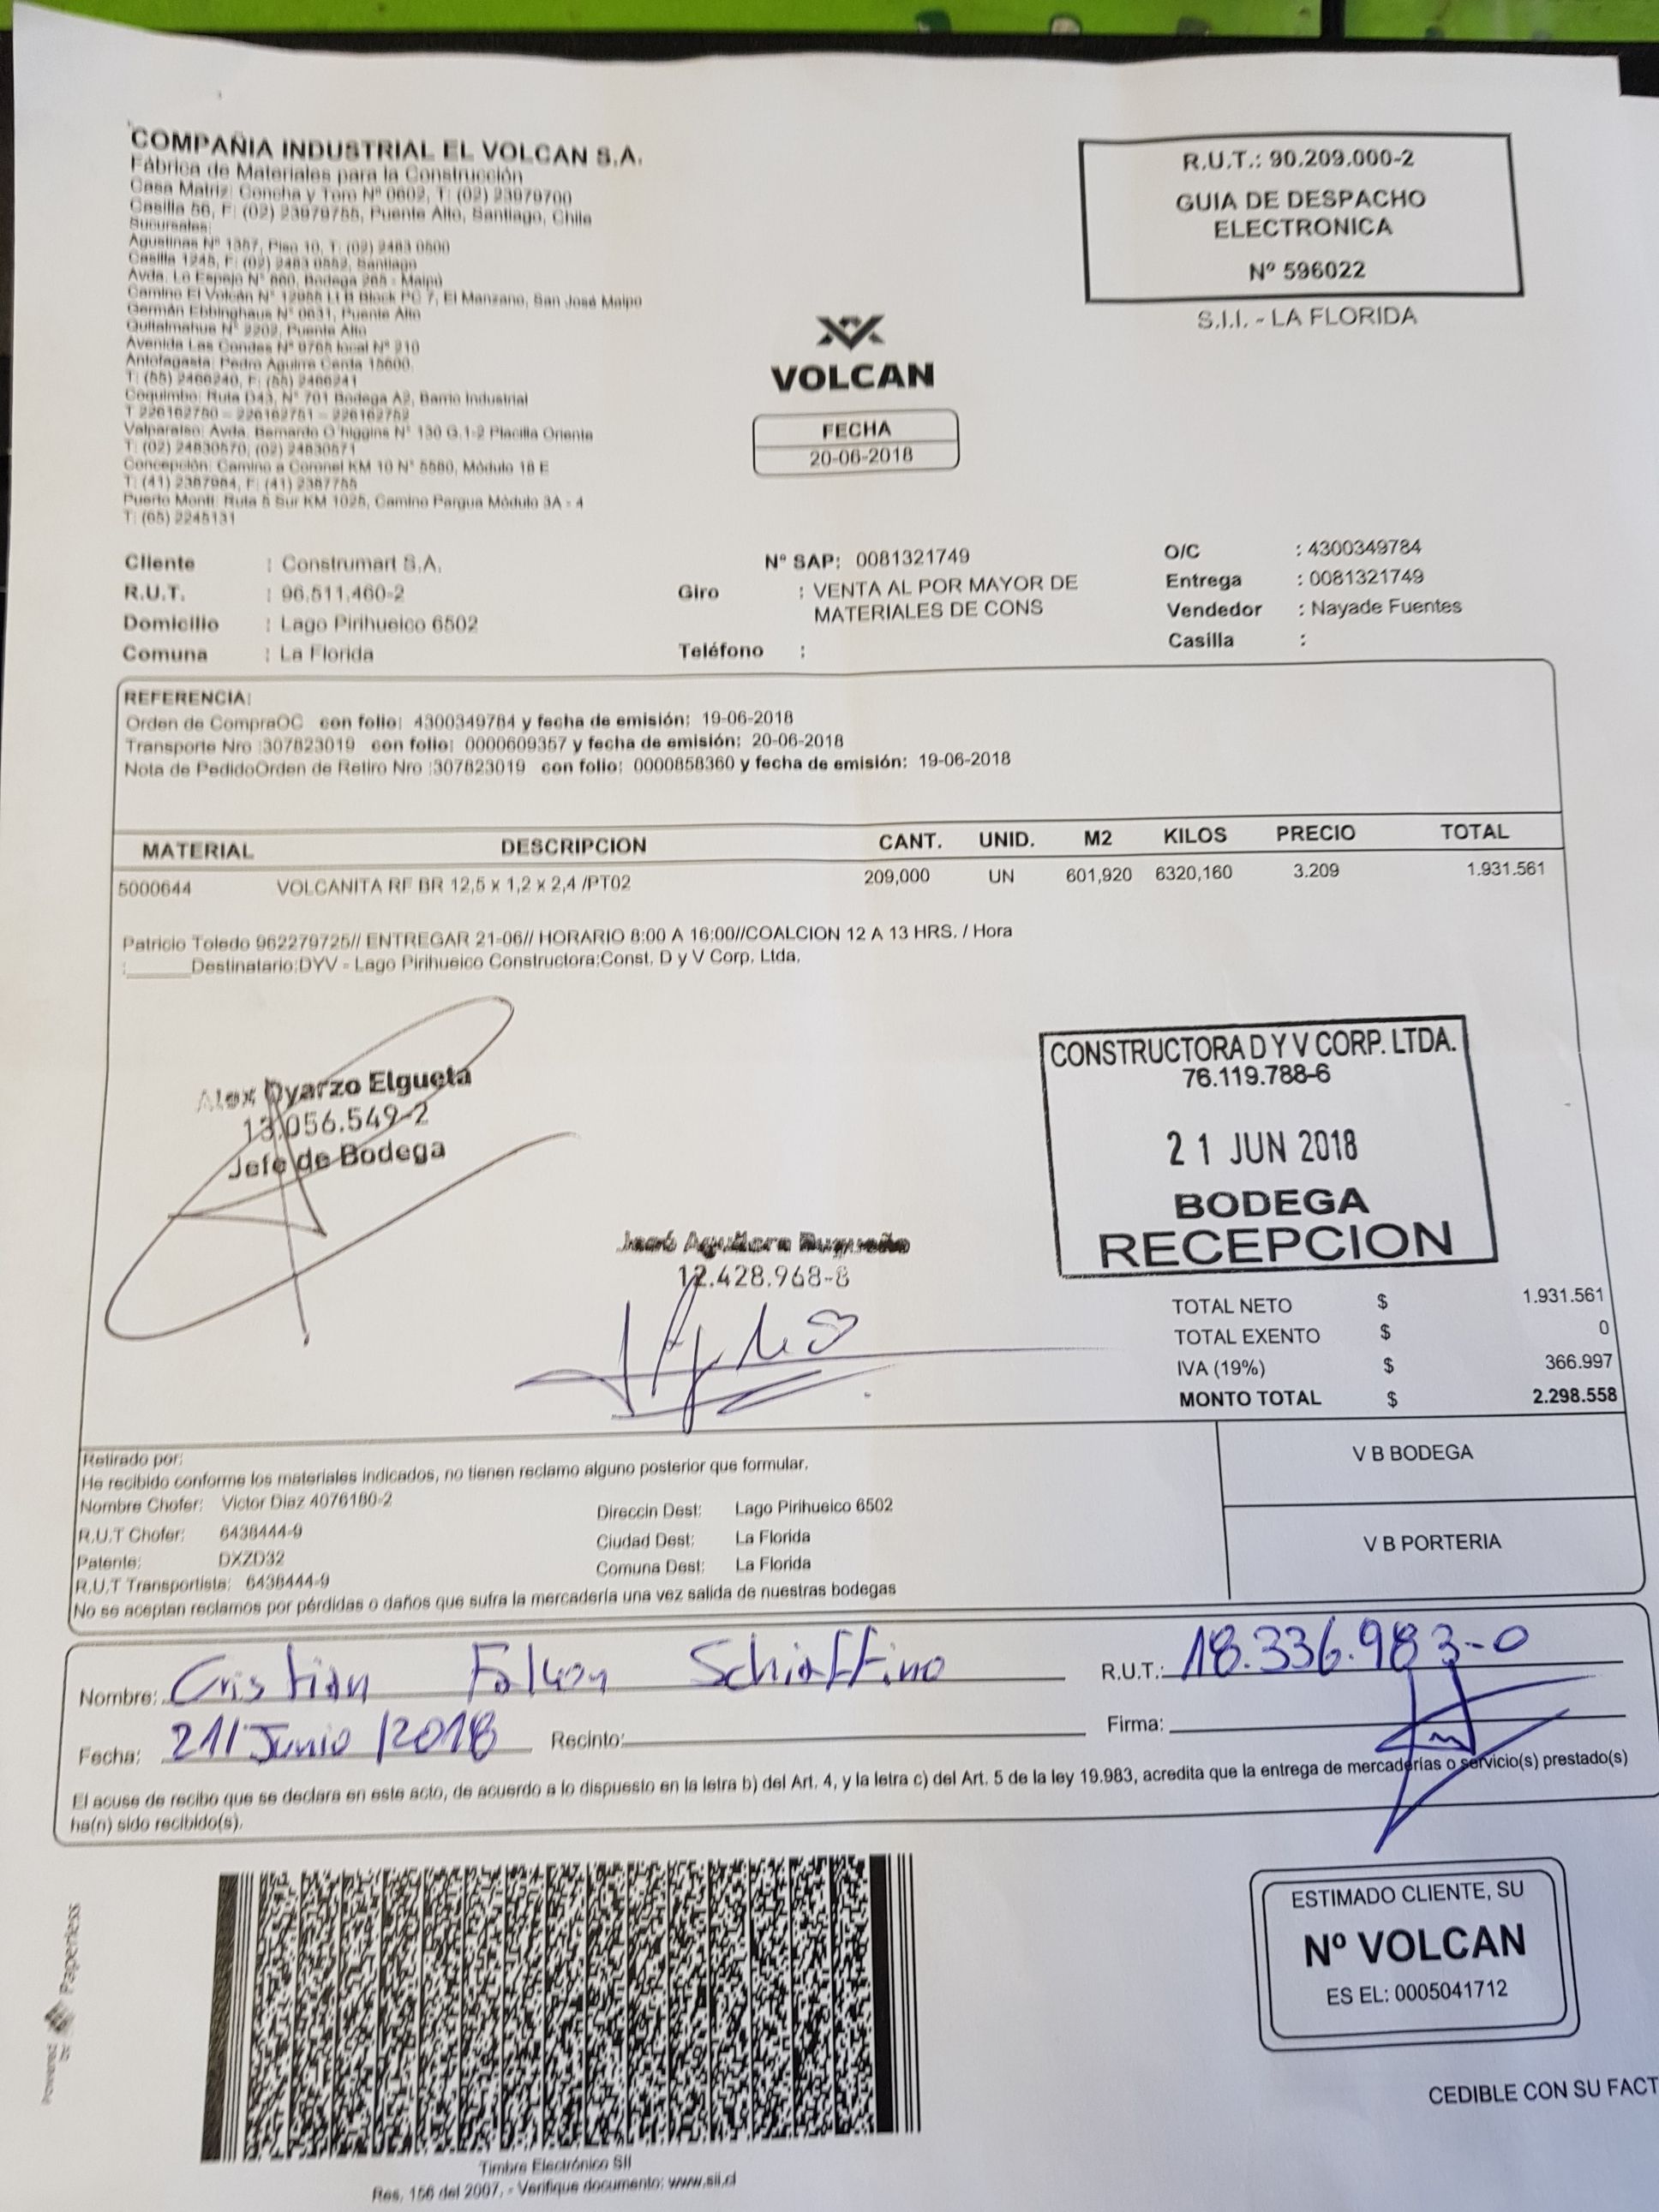 COMPAÑIA INDUSTRIAL EL VOLCAN S.A.
Fábrica de Materiales para la Construcción
Casa Matriz: Concha y Toro Nº 0602, T: (02) 23979700
Casilla 56, F: (02) 23979755, Puente Alto, Santiago, Chile
Sucursales:
Agustinas Nº 1357, Piso 10, T: (02) 2483 0500
Casilla 1245, F: (02) 2483 0552, Santiago
Avda. Lo Espejo Nº 860, Bodega 265 - Maipú
Camino El Volcán Nº 12955 Lt B Block PC 7, El Manzano, San José Maipo
Germán Ebbinghaus Nº 0631, Puente Alto
Quitalmahue Nº 2202, Puente Alto
Avenida Las Condes Nº 9765 local Nº 210
Antofagasta: Pedro Aguirre Cerda 15600.
T: (55) 2466240, F: (55) 2466241
Coquimbo: Ruta D43, Nº 701 Bodega A2, Barrio Industrial
T 226162750 - 226162751 - 226162752
Valparaíso: Avda. Bernardo O'higgins Nº 130 G.1-2 Placilla Oriente
T: (02) 24830570, (02) 24830571
Concepción: Camino a Coronel KM 10 Nº 5580, Módulo 18 E
T: (41) 2387984, F: (41) 2387755
Puerto Montt: Ruta 5 Sur KM 1025, Camino Pargua Módulo 3A - 4
T: (65) 2245131
R.U.T.: 90.209.000-2
GUIA DE DESPACHO
ELECTRONICA
Nº 596022
S.I.I. - LA FLORIDA
VOLCAN
FECHA
20-06-2018
Cliente : Construmart S.A. Nº SAP: 0081321749 O/C : 4300349784
R.U.T. : 96.511.460-2 Giro : VENTA AL POR MAYOR DE Entrega : 0081321749
MATERIALES DE CONS
Domicilio : Lago Pirihueico 6502 Vendedor : Nayade Fuentes
Comuna : La Florida Teléfono : Casilla :
REFERENCIA:
Orden de CompraOC con folio: 4300349784 y fecha de emisión: 19-06-2018
Transporte Nro :307823019 con folio: 0000609357 y fecha de emisión: 20-06-2018
Nota de PedidoOrden de Retiro Nro :307823019 con folio: 0000858360 y fecha de emisión: 19-06-2018
MATERIAL DESCRIPCION CANT. UNID. M2 KILOS PRECIO TOTAL
5000644 VOLCANITA RF BR 12,5 x 1,2 x 2,4 /PT02 209,000 UN 601,920 6320,160 3.209 1.931.561
Patricio Toledo 962279725// ENTREGAR 21-06// HORARIO 8:00 A 16:00//COALCION 12 A 13 HRS. / Hora
:______Destinatario:DYV - Lago Pirihueico Constructora:Const. D y V Corp. Ltda.
Alex Oyarzo Elgueta
13.056.549-2
Jefe de Bodega
CONSTRUCTORA D Y V CORP. LTDA.
76.119.788-6
21 JUN 2018
BODEGA
RECEPCION
José Aguilera
12.428.968-8
TOTAL NETO $ 1.931.561
TOTAL EXENTO $ 0
IVA (19%) $ 366.997
MONTO TOTAL $ 2.298.558
Retirado por:
He recibido conforme los materiales indicados, no tienen reclamo alguno posterior que formular.
Nombre Chofer: Victor Diaz 4076180-2 Direccin Dest: Lago Pirihueico 6502
R.U.T Chofer: 6438444-9 Ciudad Dest: La Florida
Patente: DXZD32 Comuna Dest: La Florida
R.U.T Transportista: 6438444-9
No se aceptan reclamos por pérdidas o daños que sufra la mercadería una vez salida de nuestras bodegas
V B BODEGA
V B PORTERIA
Nombre: Cristian Falcon Schiaffino R.U.T.: 18.336.983-0
Fecha: 21/Junio/2018 Recinto: Firma:
El acuse de recibo que se declara en este acto, de acuerdo a lo dispuesto en la letra b) del Art. 4, y la letra c) del Art. 5 de la ley 19.983, acredita que la entrega de mercaderías o servicio(s) prestado(s)
ha(n) sido recibido(s).
Powered by Paperless
ESTIMADO CLIENTE, SU
Nº VOLCAN
ES EL: 0005041712
CEDIBLE CON SU FACT
Timbre Electrónico SII
Res. 156 del 2007, - Verifique documento: www.sii.cl